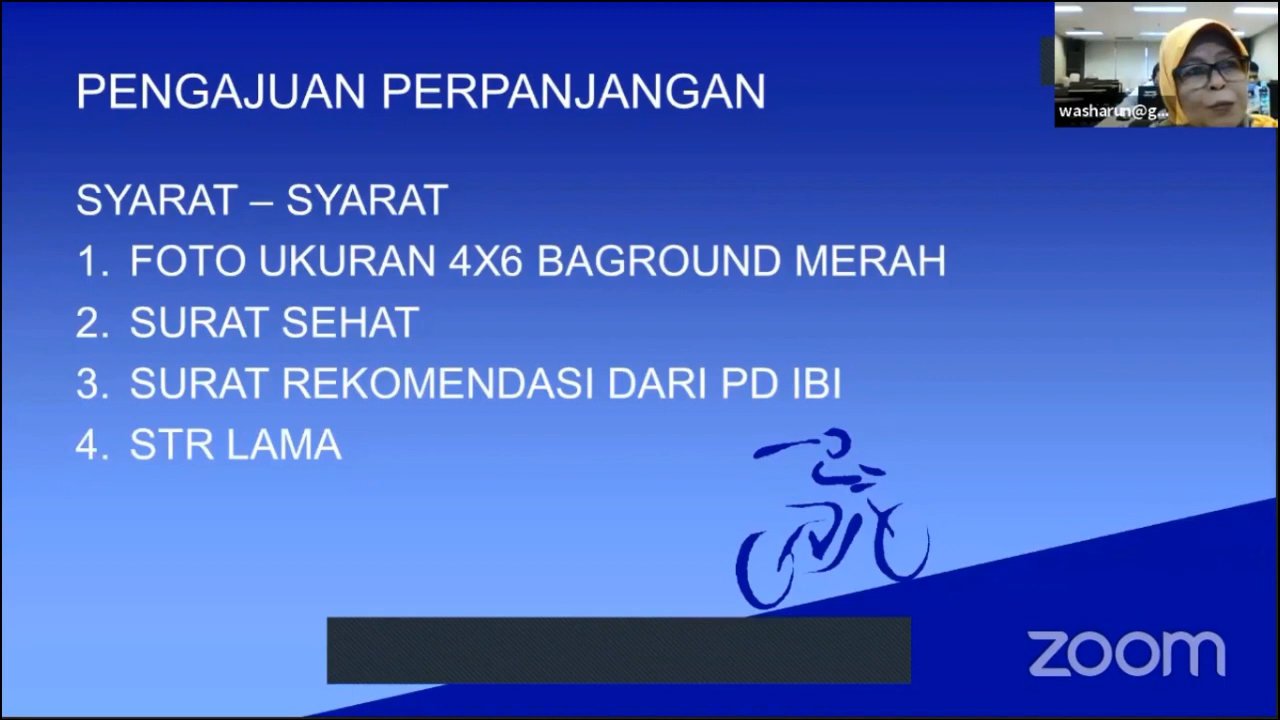 PENGAJUAN PERPANJANGAN
washarun@g...
SYARAT – SYARAT
1. FOTO UKURAN 4X6 BAGROUND MERAH
2. SURAT SEHAT
3. SURAT REKOMENDASI DARI PD IBI
4. STR LAMA
zoom